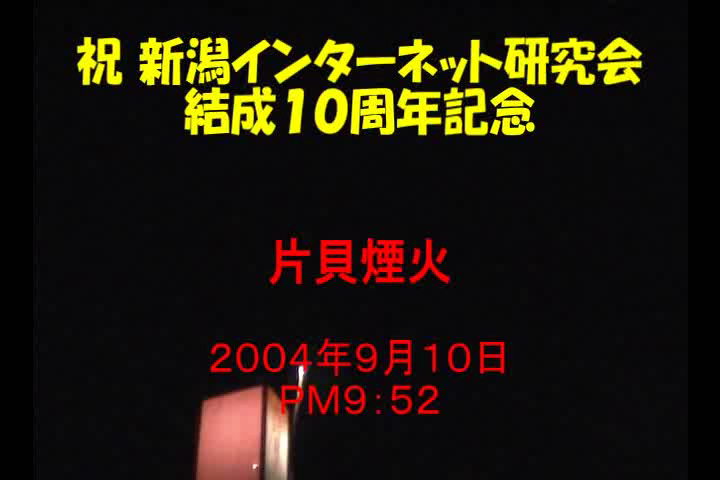 祝 新潟インターネット研究会
結成10周年記念
片貝煙火
2004年9月10日
PM9:52